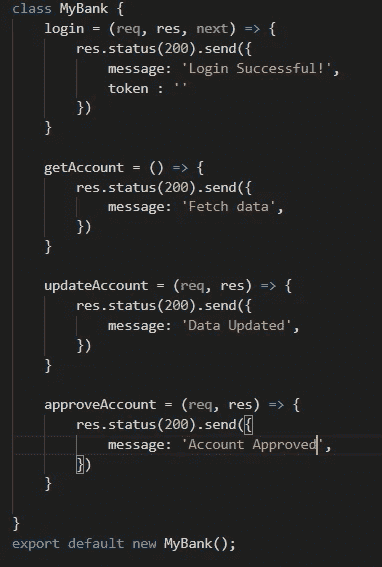 class MyBank {
    login = (req, res, next) => {
        res.status(200).send({
            message: 'Login Successful!',
            token : ''
        })
    }

    getAccount = () => {
        res.status(200).send({
            message: 'Fetch data',
        })
    }

    updateAccount = (req, res) => {
        res.status(200).send({
            message: 'Data Updated',
        })
    }

    approveAccount = (req, res) => {
        res.status(200).send({
            message: 'Account Approved',
        })
    }

}
export default new MyBank();